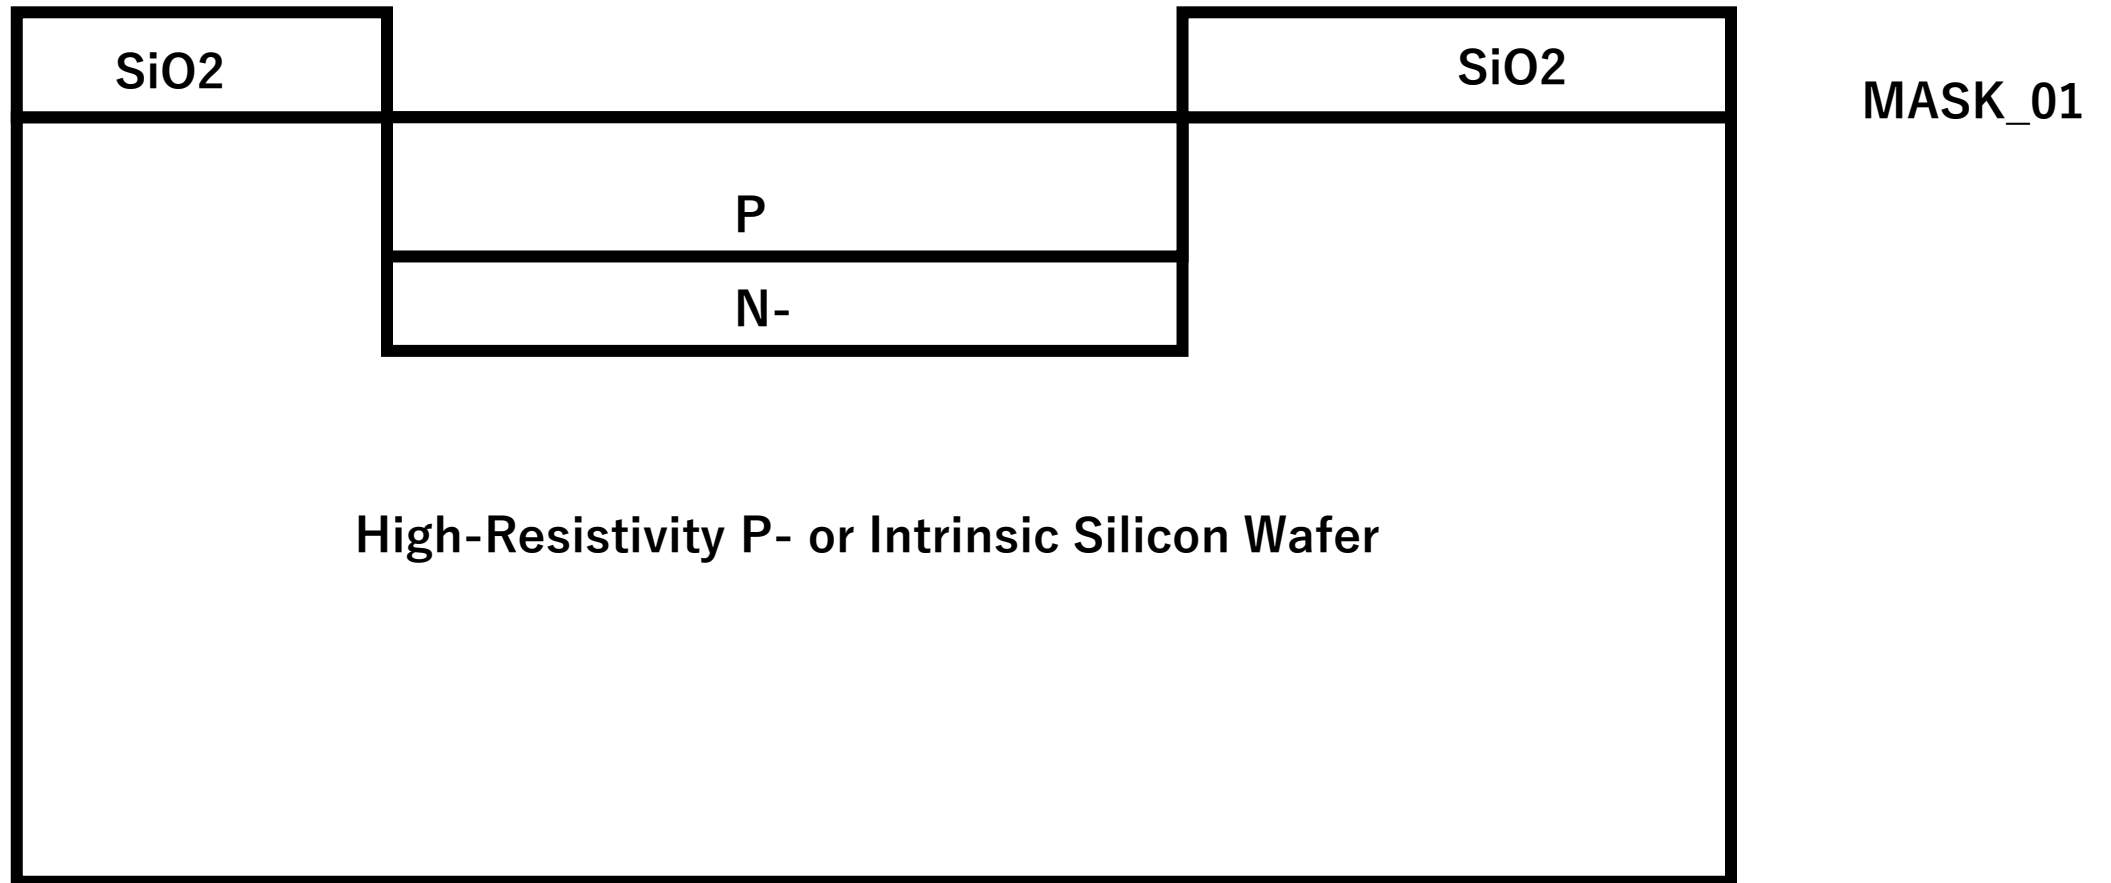 SiO2
SiO2
MASK_01
P
N-
High-Resistivity P- or Intrinsic Silicon Wafer